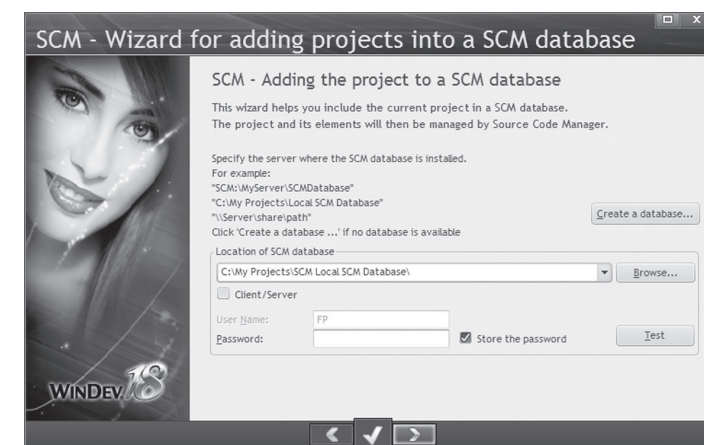 SCM - Wizard for adding projects into a SCM database
X
SCM - Adding the project to a SCM database
This wizard helps you include the current project in a SCM database.
The project and its elements will then be managed by Source Code Manager.
Specify the server where the SCM database is installed.
For example:
"SCM:\MyServer\SCMDatabase"
"C:\My Projects\Local SCM Database"
"\\Server\share\path"
Click 'Create a database ...' if no database is available
Create a database...
Location of SCM database
C:\My Projects\SCM Local SCM Database\
Browse...
Client/Server
User Name: FP
Password:
Store the password
Test
WINDEV 18